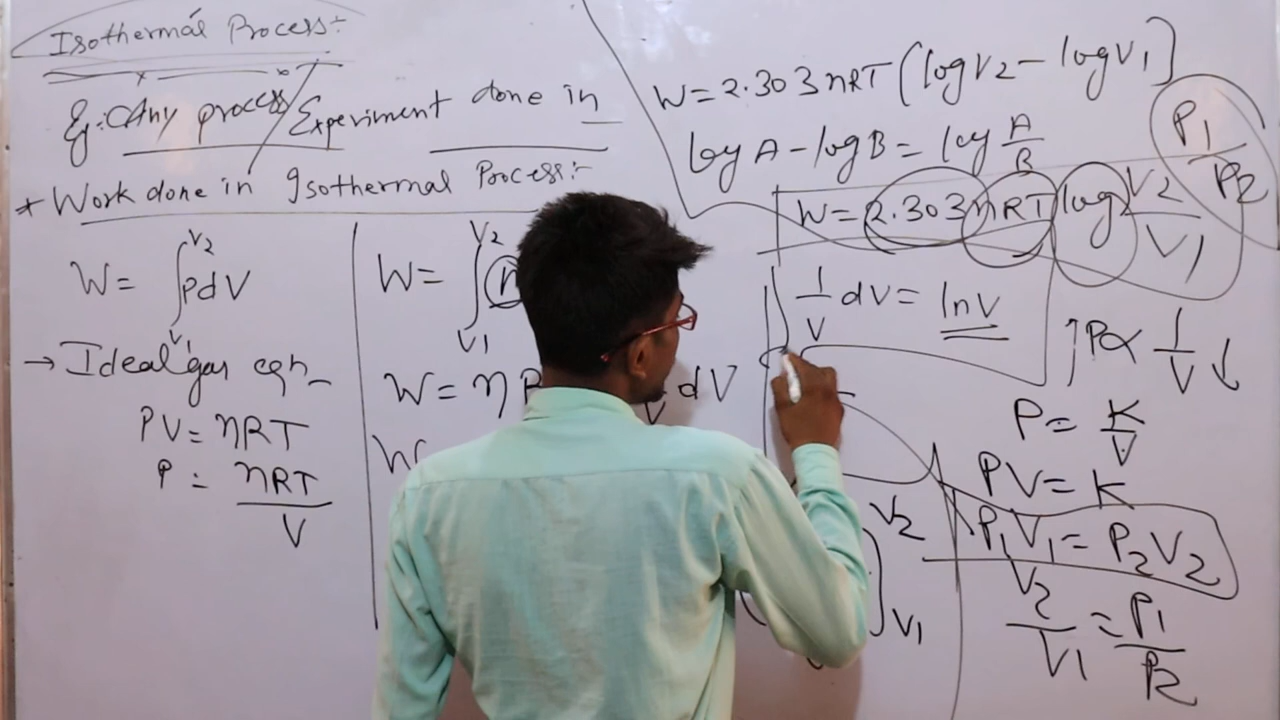 Isothermal Process:-
Eg:- Any process/Experiment done in
* Work done in Isothermal Process:-
W = ∫ PdV
V2
V1
→ Ideal gas eqn
PV = nRT
P = nRT/V
W = ∫
V2
V1
W = n
dV
W
V2
V1
W = 2.303 nRT (log V2 - log V1)
log A - log B = log A/B
W = 2.303 nRT log V2/V1
P1/P2
1/V dV = ln V
↑P ∝ 1/V ↓
P = K/V
PV = K
P1V1 = P2V2
V2/V1 = P1/P2